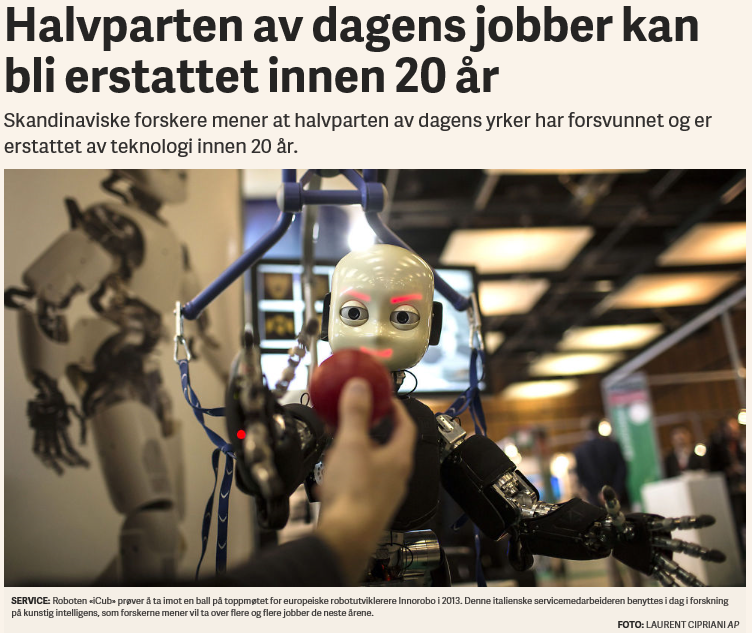 Halvparten av dagens jobber kan
bli erstattet innen 20 år
Skandinaviske forskere mener at halvparten av dagens yrker har forsvunnet og er
erstattet av teknologi innen 20 år.
SERVICE: Roboten «iCub» prøver å ta imot en ball på toppmøtet for europeiske robotutviklerere Innorobo i 2013. Denne italienske servicemedarbeideren benyttes i dag i forskning
på kunstig intelligens, som forskerne mener vil ta over flere og flere jobber de neste årene.
FOTO: LAURENT CIPRIANI AP